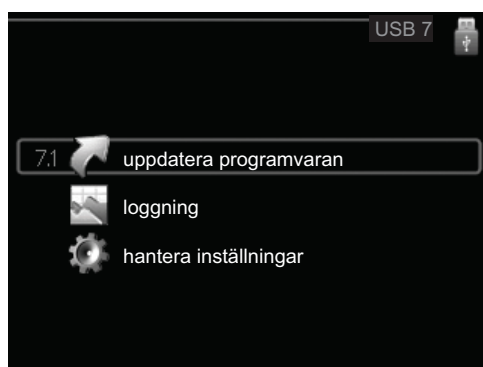 USB 7
7.1 uppdatera programvaran
loggning
hantera inställningar